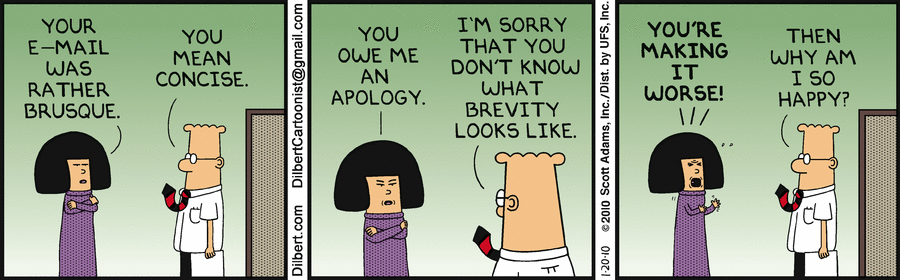 YOUR
E-MAIL
WAS
RATHER
BRUSQUE.
YOU
MEAN
CONCISE.
Dilbert.com DilbertCartoonist@gmail.com
YOU
OWE ME
AN
APOLOGY.
I'M SORRY
THAT YOU
DON'T KNOW
WHAT
BREVITY
LOOKS LIKE.
1-20-10 ©2010 Scott Adams, Inc./Dist. by UFS, Inc.
YOU'RE
MAKING
IT
WORSE!
THEN
WHY AM
I SO
HAPPY?